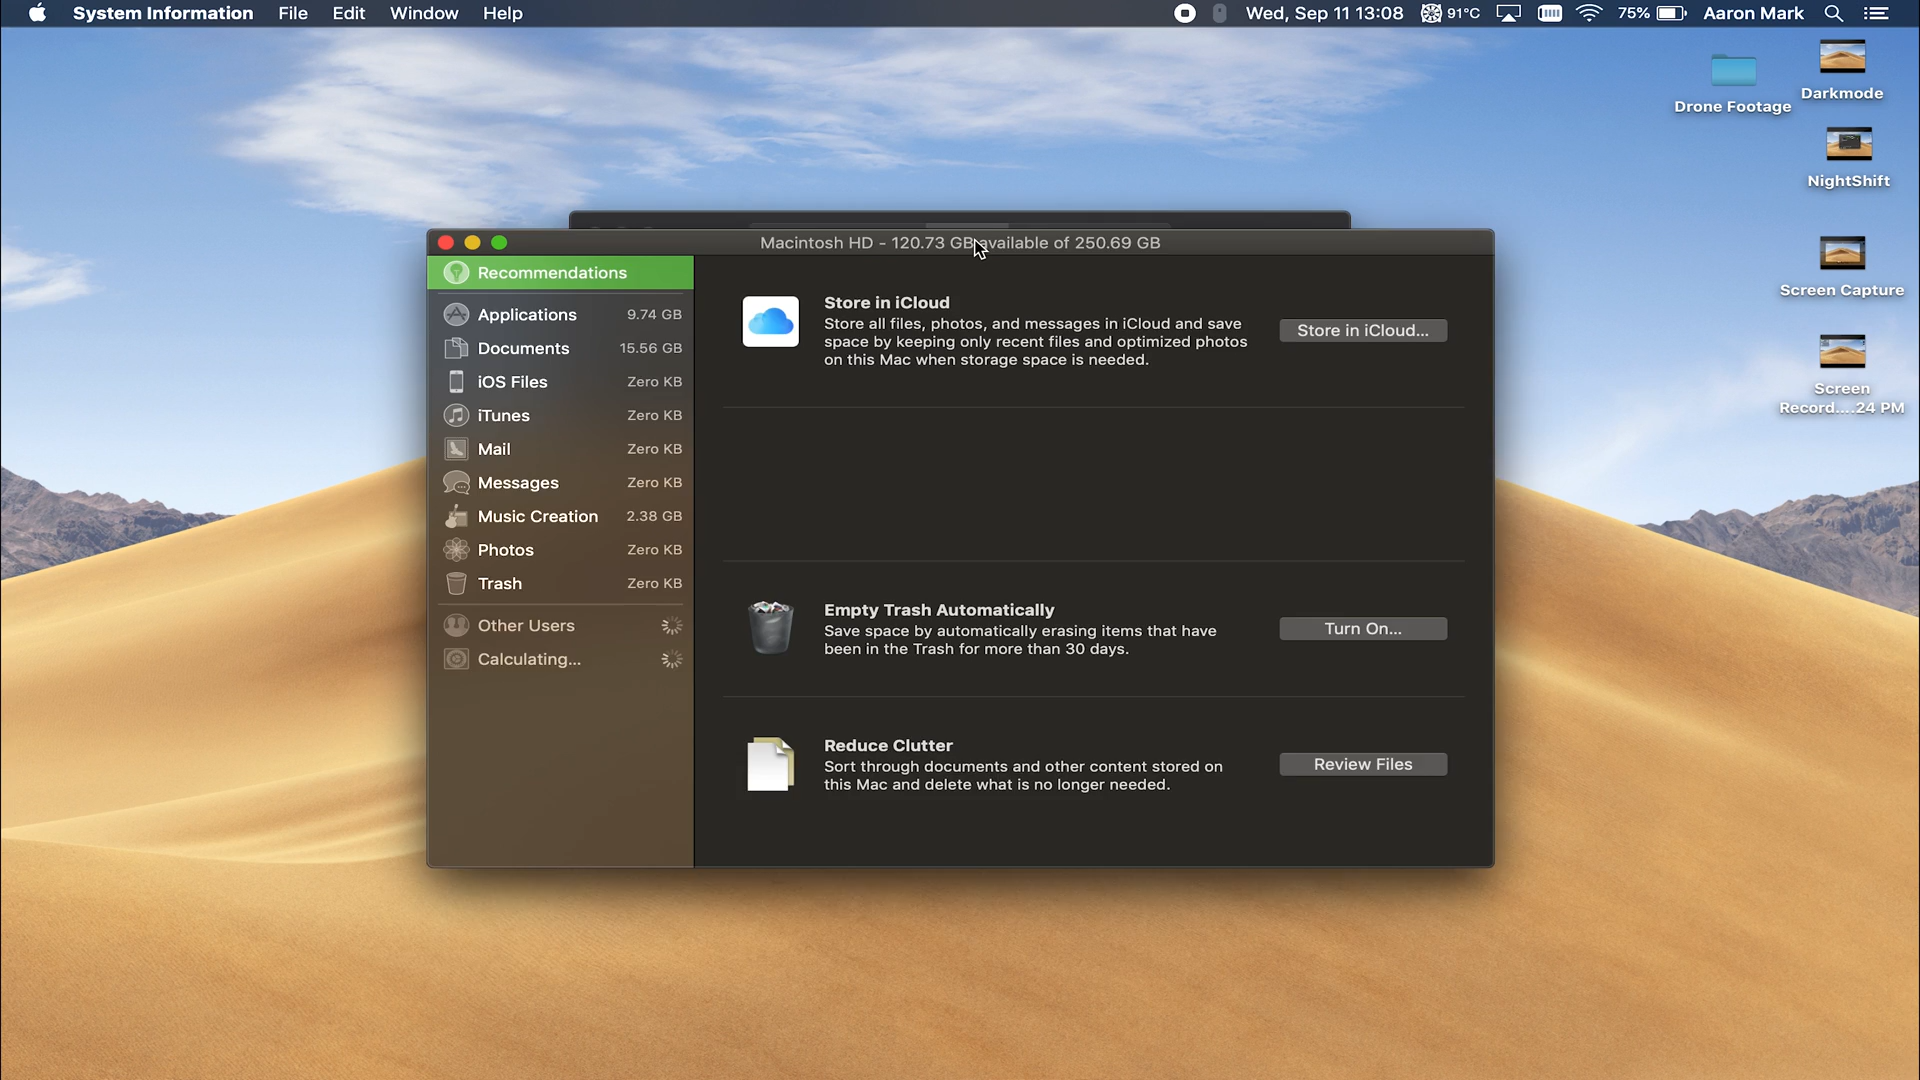 System Information File Edit Window Help
Wed, Sep 11 13:08 91°C 75% Aaron Mark
Drone Footage
Darkmode
NightShift
Screen Capture
Screen
Record....24 PM
Macintosh HD - 120.73 GB available of 250.69 GB
Recommendations
Applications 9.74 GB
Documents 15.56 GB
iOS Files Zero KB
iTunes Zero KB
Mail Zero KB
Messages Zero KB
Music Creation 2.38 GB
Photos Zero KB
Trash Zero KB
Other Users
Calculating...
Store in iCloud
Store all files, photos, and messages in iCloud and save
space by keeping only recent files and optimized photos
on this Mac when storage space is needed.
Store in iCloud...
Empty Trash Automatically
Save space by automatically erasing items that have
been in the Trash for more than 30 days.
Turn On...
Reduce Clutter
Sort through documents and other content stored on
this Mac and delete what is no longer needed.
Review Files